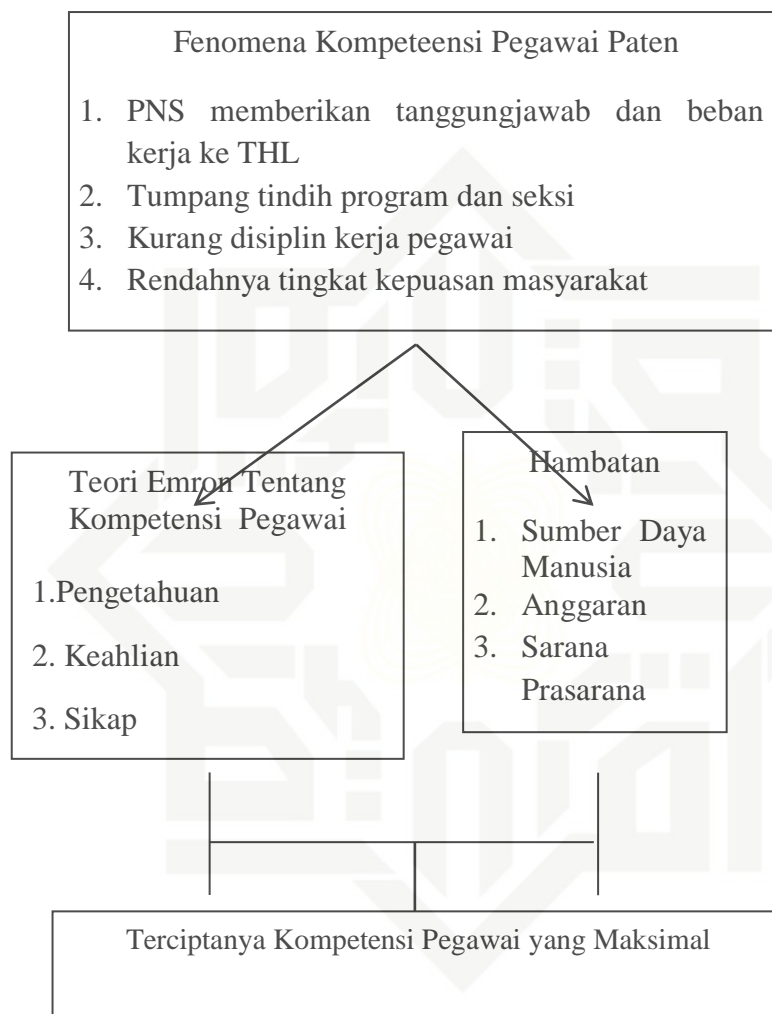 Fenomena Kompeteensi Pegawai Paten
1. PNS memberikan tanggungjawab dan beban
kerja ke THL
2. Tumpang tindih program dan seksi
3. Kurang disiplin kerja pegawai
4. Rendahnya tingkat kepuasan masyarakat
Teori Emron Tentang
Kompetensi Pegawai
1.Pengetahuan
2. Keahlian
3. Sikap
Hambatan
1. Sumber Daya
Manusia
2. Anggaran
3. Sarana
Prasarana
Terciptanya Kompetensi Pegawai yang Maksimal